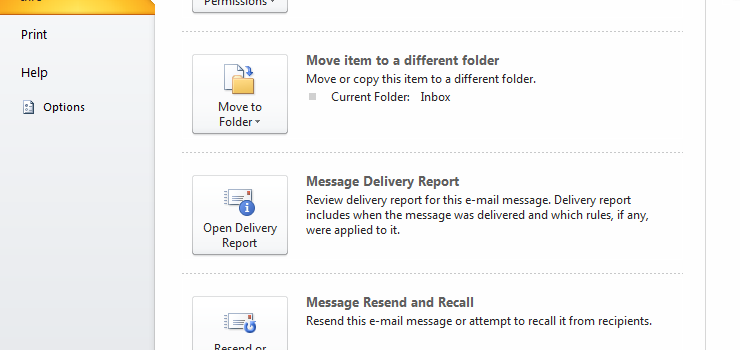 Permissions
Print
Move item to a different folder
Move or copy this item to a different folder.
Current Folder: Inbox
Move to
Folder
Help
Options
Message Delivery Report
Review delivery report for this e-mail message. Delivery report
includes when the message was delivered and which rules, if any,
were applied to it.
Open Delivery
Report
Message Resend and Recall
Resend this e-mail message or attempt to recall it from recipients.
Resend or